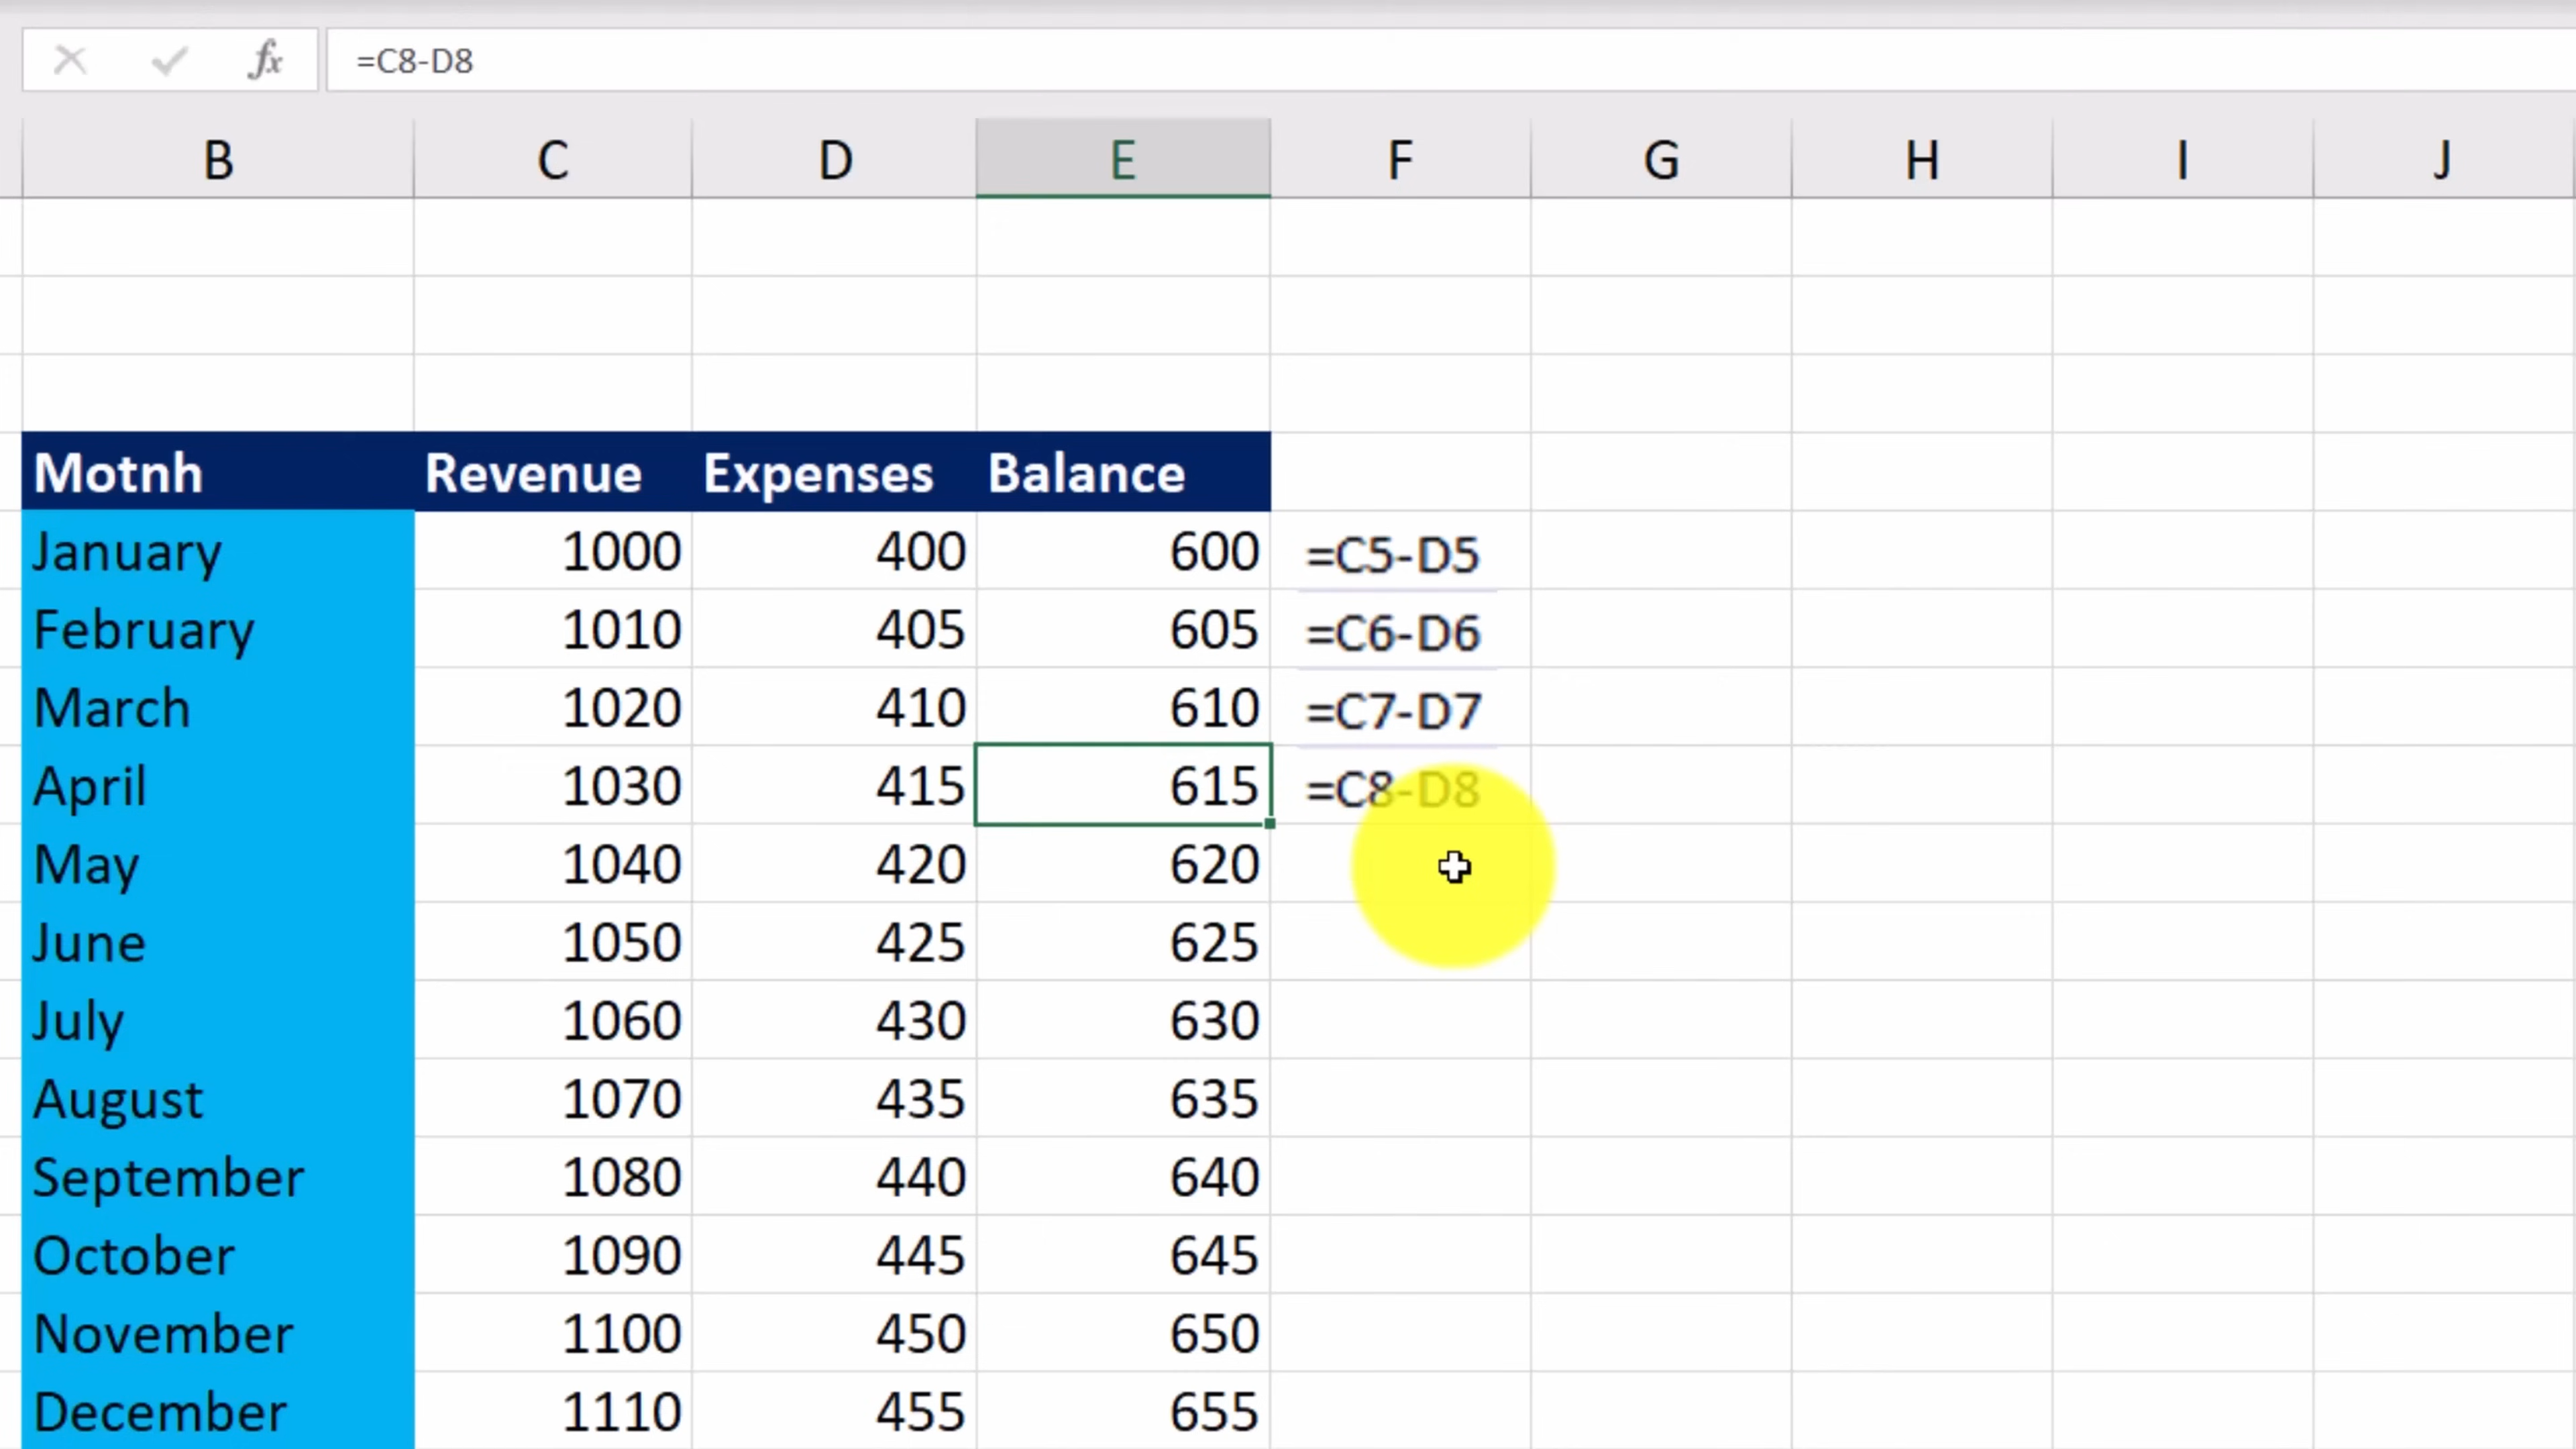 fx =C8-D8
B C D E F G H I J
Motnh Revenue Expenses Balance
January 1000 400 600 =C5-D5
February 1010 405 605 =C6-D6
March 1020 410 610 =C7-D7
April 1030 415 615 =C8-D8
May 1040 420 620
June 1050 425 625
July 1060 430 630
August 1070 435 635
September 1080 440 640
October 1090 445 645
November 1100 450 650
December 1110 455 655